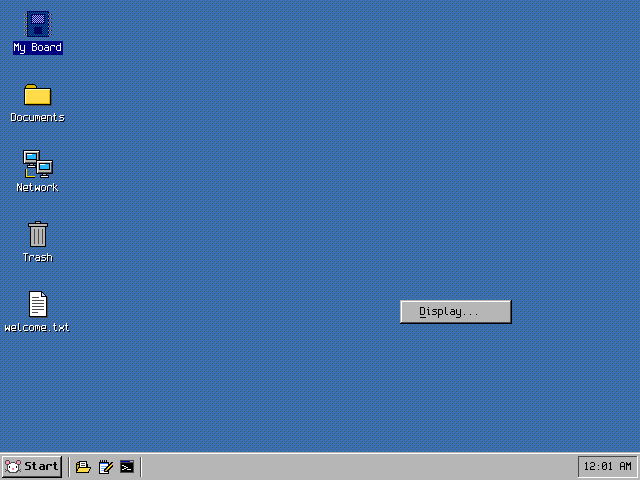 My Board
Documents
Network
Trash
welcome.txt
Display...
Start
12:01 AM